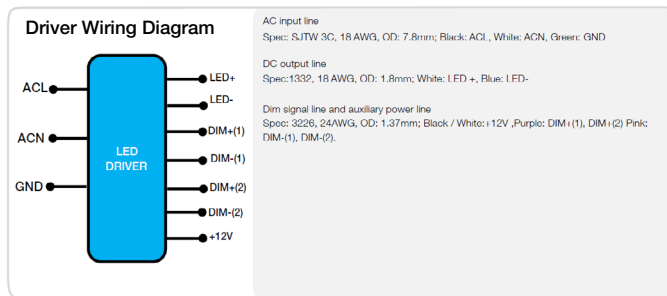 Driver Wiring Diagram
ACL
ACN
GND
LED
DRIVER
LED+
LED-
DIM+(1)
DIM-(1)
DIM+(2)
DIM-(2)
+12V
AC input line
Spec: SJTW 3C, 18 AWG, OD: 7.8mm; Black: ACL, White: ACN, Green: GND
DC output line
Spec:1332, 18 AWG, OD: 1.8mm; White: LED +, Blue: LED-
Dim signal line and auxiliary power line
Spec: 3226, 24AWG, OD: 1.37mm; Black / White:+12V ,Purple: DIM+(1), DIM+(2) Pink:
DIM-(1), DIM-(2).